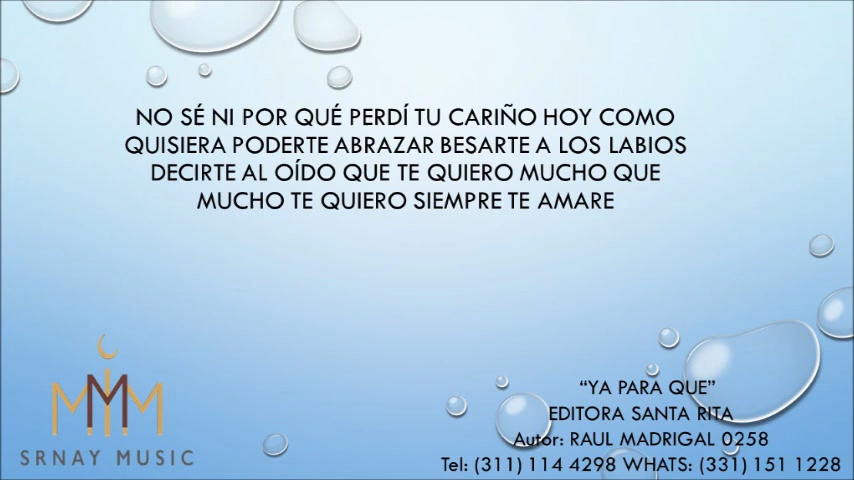 NO SÉ NI POR QUÉ PERDÍ TU CARIÑO HOY COMO
QUISIERA PODERTE ABRAZAR BESARTE A LOS LABIOS
DECIRTE AL OÍDO QUE TE QUIERO MUCHO QUE
MUCHO TE QUIERO SIEMPRE TE AMARE
MYM
SRNAY MUSIC
“YA PARA QUE”
EDITORA SANTA RITA
Autor: RAUL MADRIGAL 0258
Tel: (311) 114 4298 WHATS: (331) 151 1228